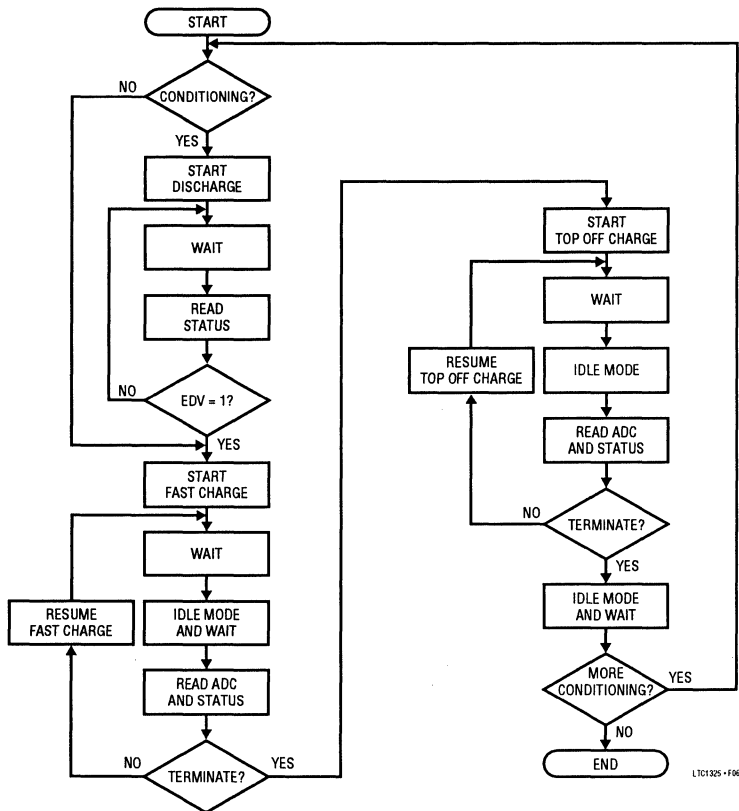 START
CONDITIONING?
NO
YES
START
DISCHARGE
WAIT
READ
STATUS
EDV = 1?
NO
YES
START
FAST CHARGE
WAIT
RESUME
FAST CHARGE
IDLE MODE
AND WAIT
READ ADC
AND STATUS
TERMINATE?
NO
YES
START
TOP OFF CHARGE
WAIT
RESUME
TOP OFF CHARGE
IDLE MODE
READ ADC
AND STATUS
TERMINATE?
NO
YES
IDLE MODE
AND WAIT
MORE
CONDITIONING?
YES
NO
END
LTC1325 • F06